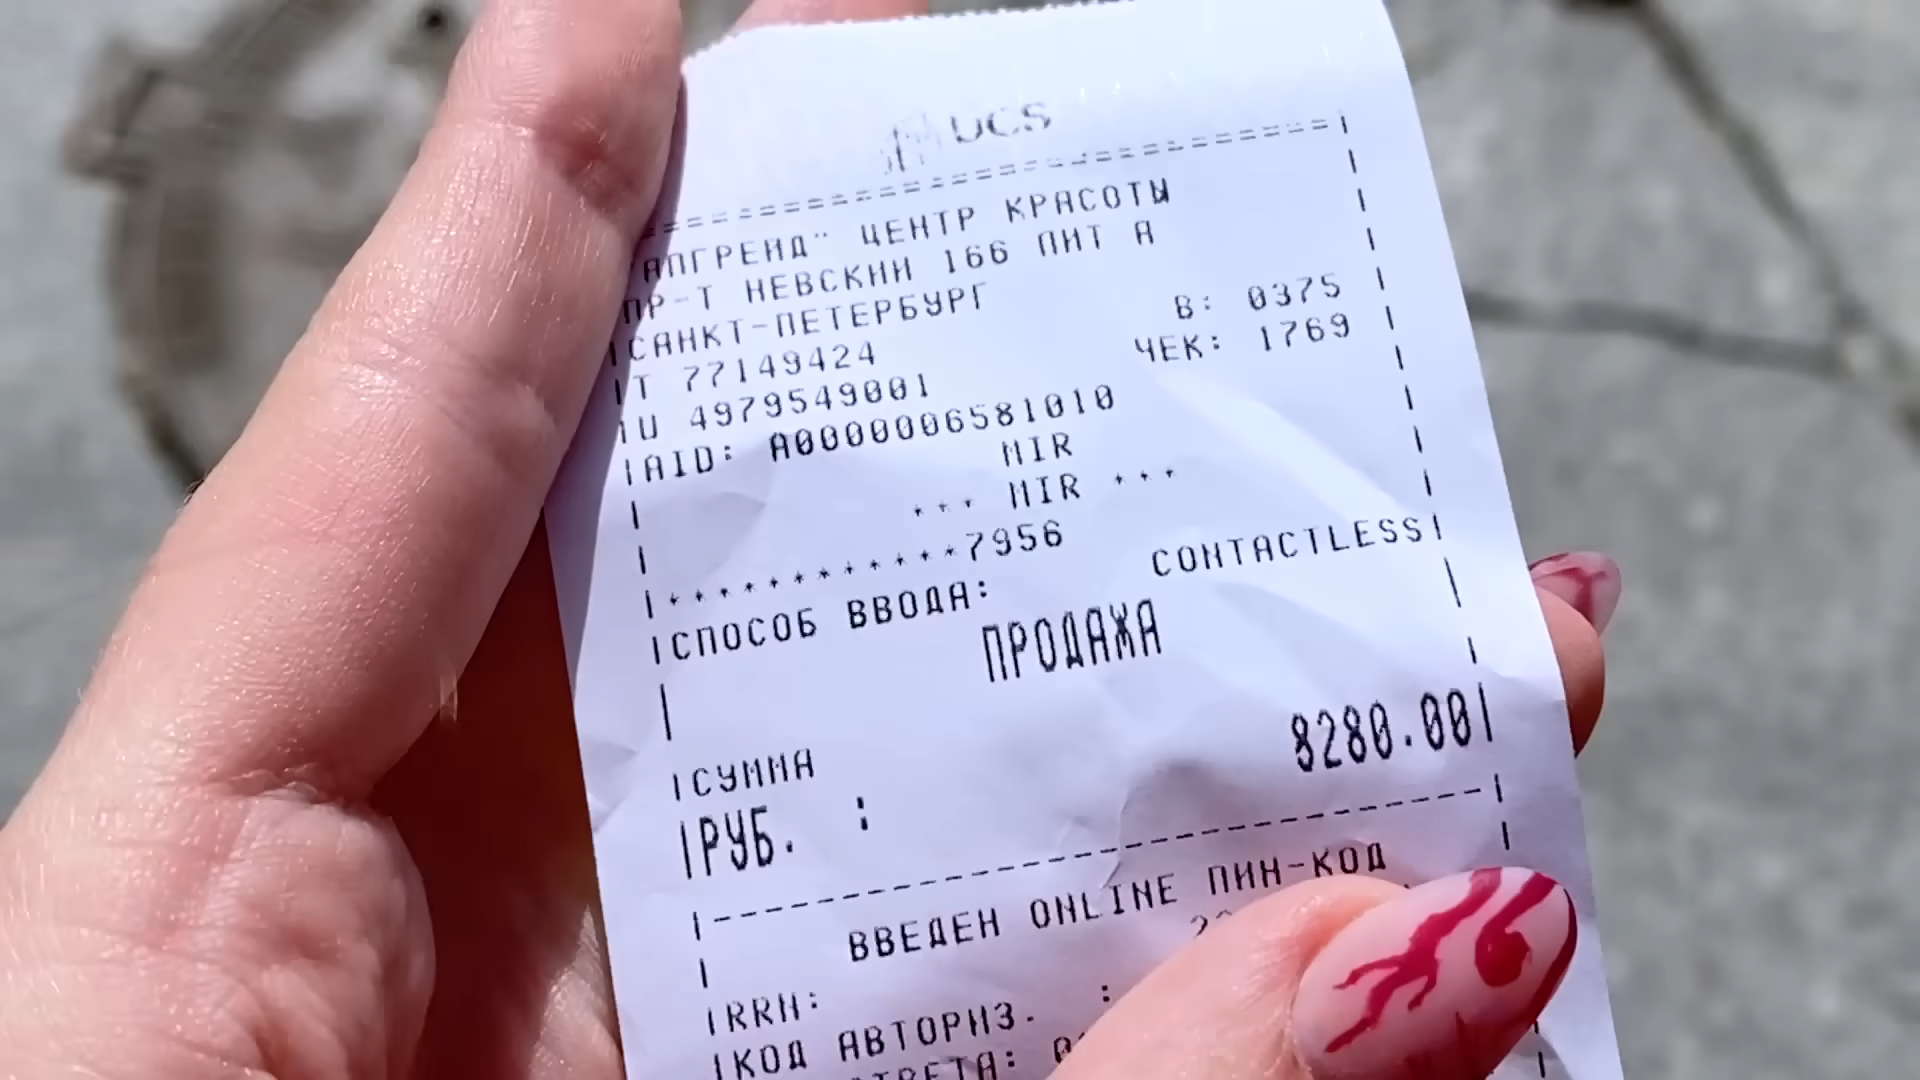 UCS
"АПГРЕЙД" ЦЕНТР КРАСОТЫ
ПР-Т НЕВСКИЙ 166 ЛИТ А
САНКТ-ПЕТЕРБУРГ
Т 77149424 В: 0375
U 4979549001 ЧЕК: 1769
AID: A0000006581010
MIR
*** MIR ***
************7956
СПОСОБ ВВОДА: CONTACTLESS
ПРОДАЖА
СУММА
РУБ. : 8280.00
ВВЕДЕН ONLINE ПИН-КОД
RRN:
КОД АВТОРИЗ. :